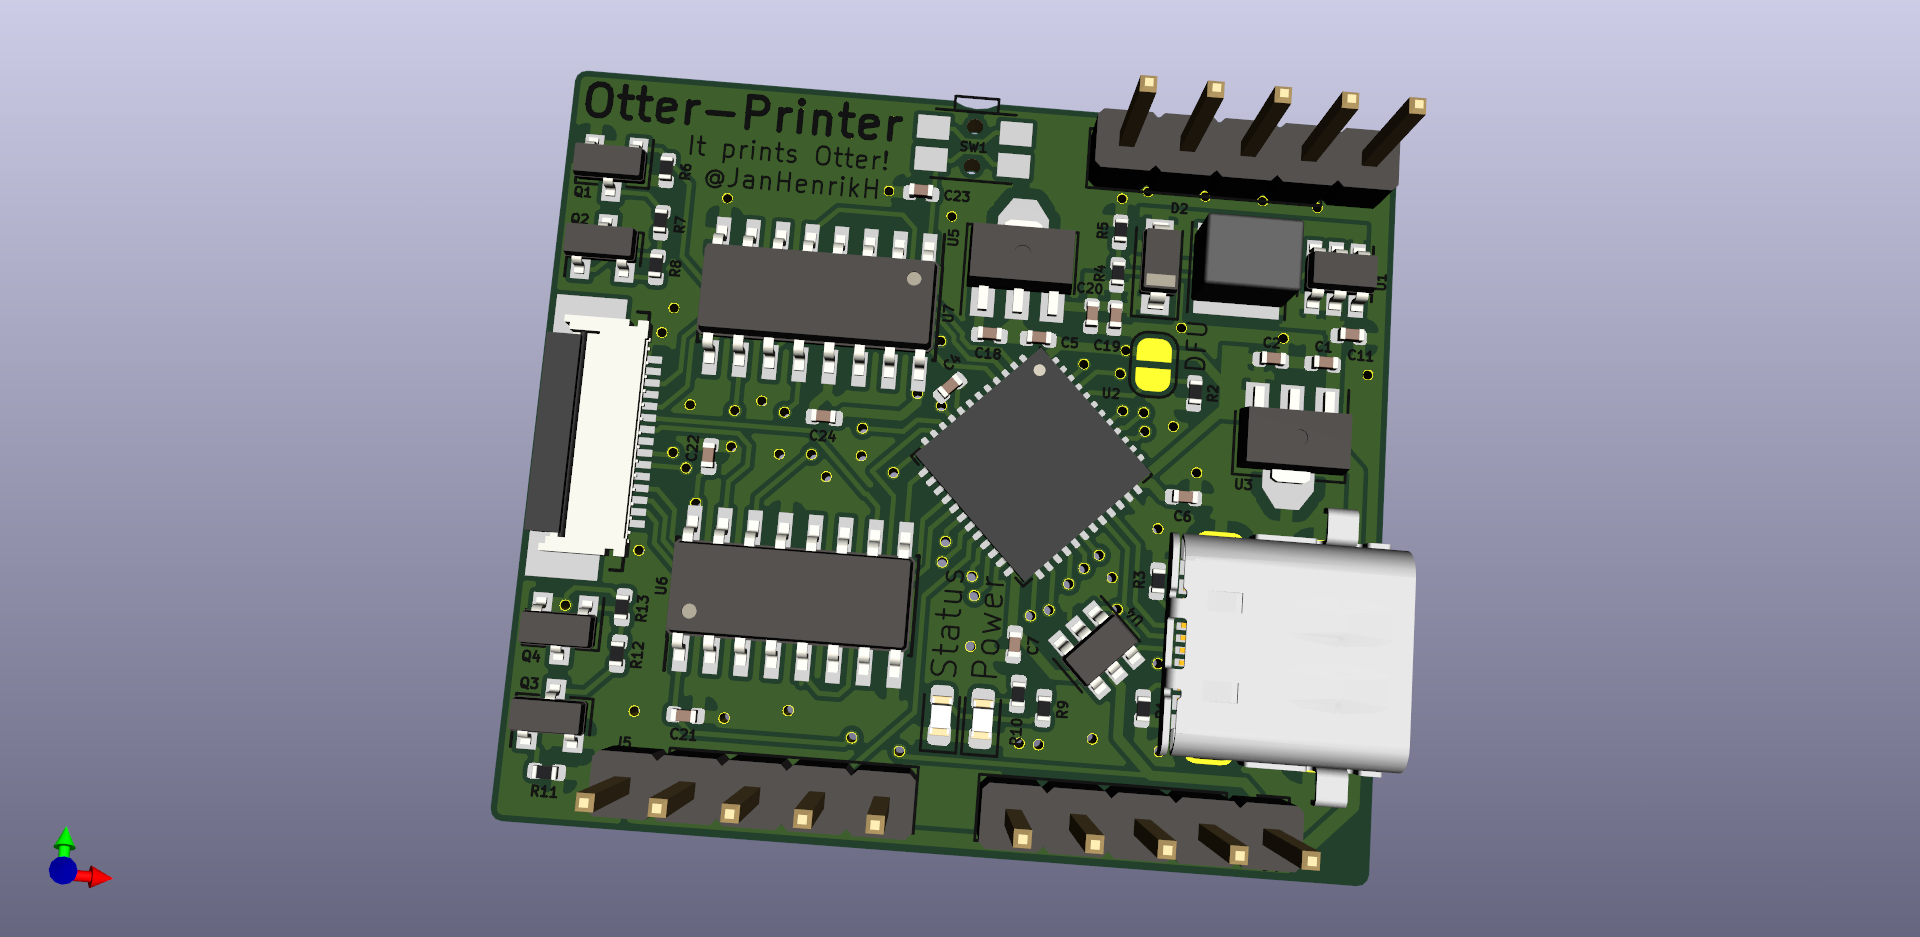 Otter-Printer
It prints Otter!
@JanHenrikH
SW1
C23
Q1
R6
Q2
R7
R8
U5
U7
D2
R5
R4
C20
C19
U1
C18
C5
C4
DFU
C2
C1
C11
U2
R2
C24
C22
U3
C6
U6
R13
R12
Q4
Q3
Status
Power
R3
U4
C7
R10
R9
C21
J5
R11